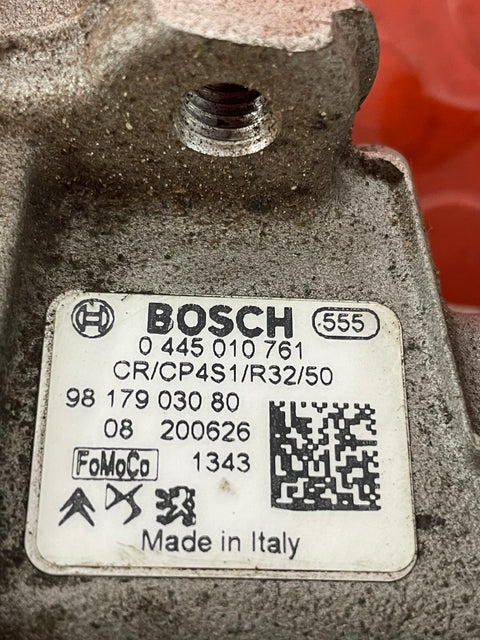 BOSCH 555
0 445 010 761
CR/CP4S1/R32/50
98 179 030 80
08 200626
FoMoCo 1343
Made in Italy